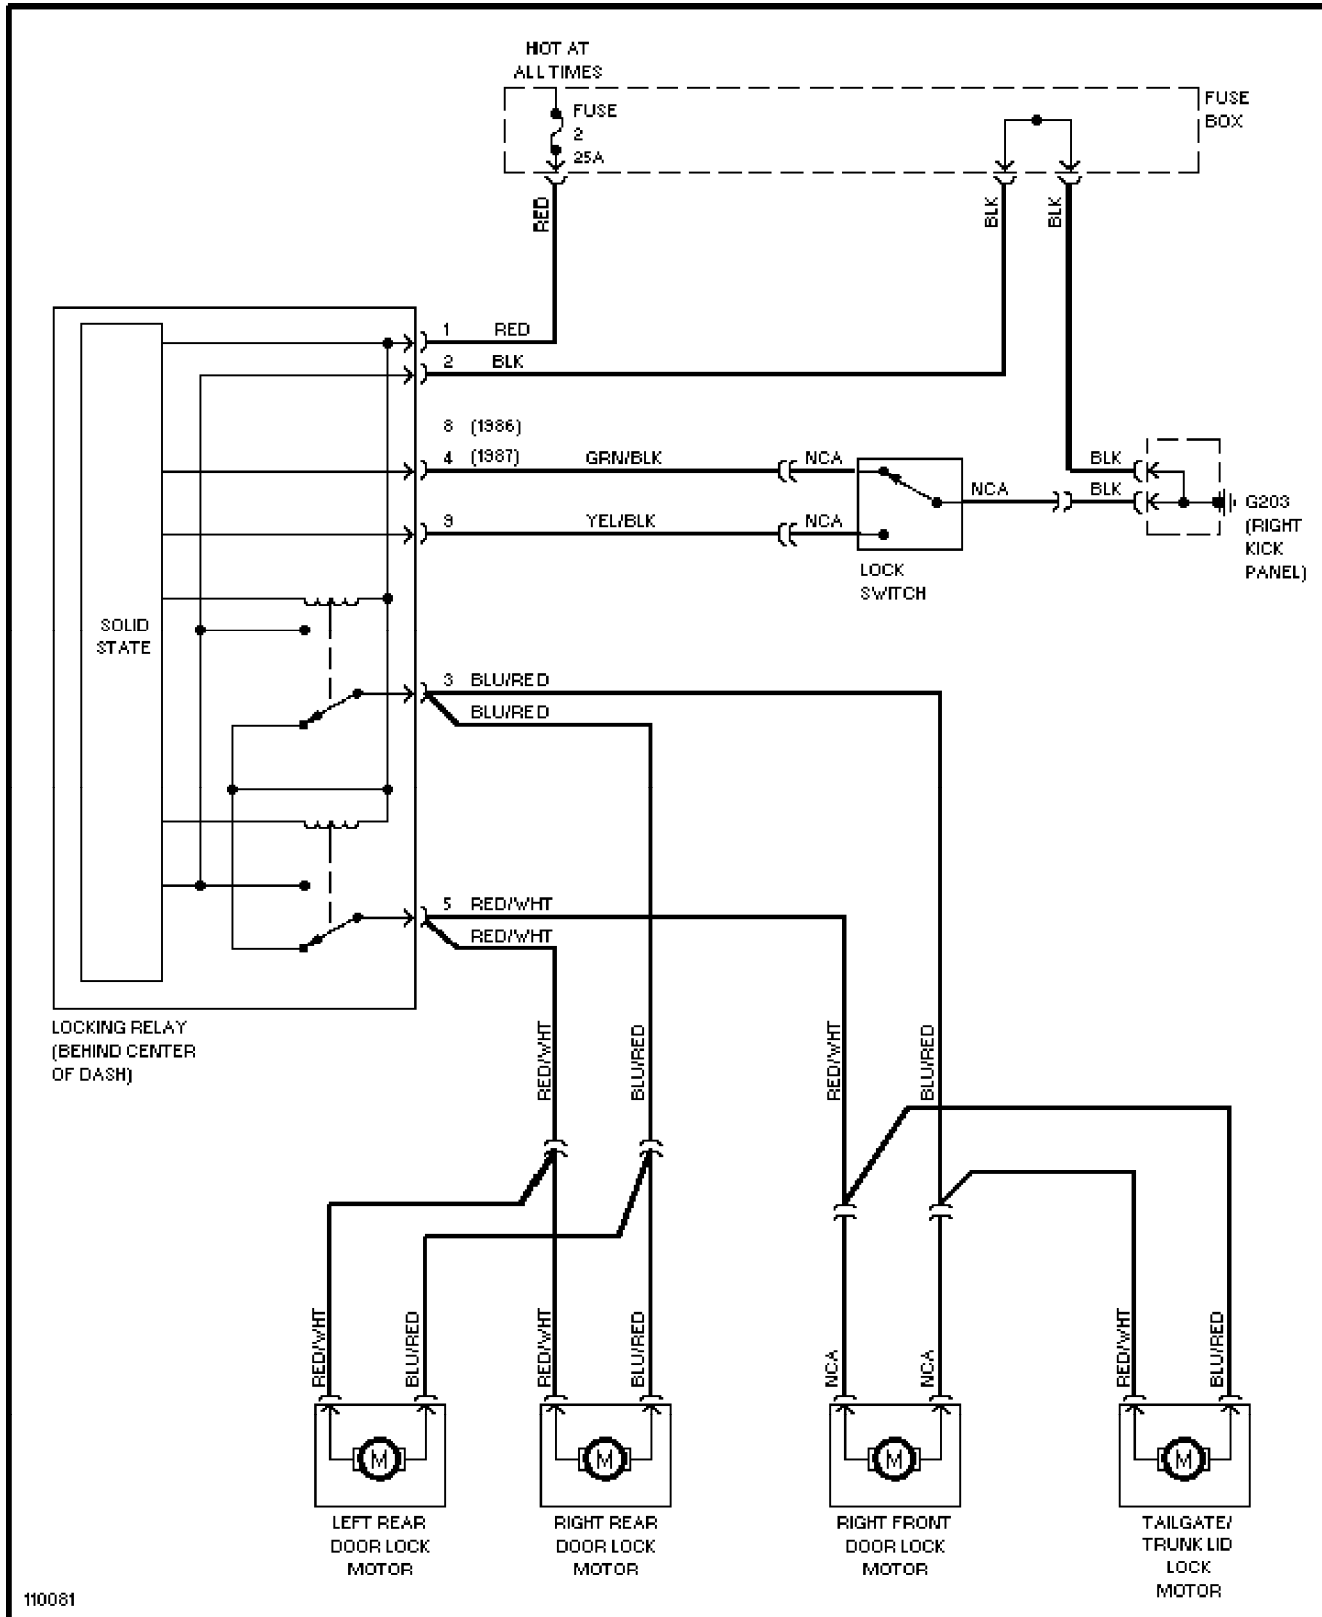 HOT AT
ALL TIMES
FUSE
2
25A
FUSE
BOX
RED
BLK
BLK
1 RED
2 BLK
8 (1986)
4 (1987) GRN/BLK NCA
BLK
NCA BLK
9 YEL/BLK NCA
G203
(RIGHT
KICK
PANEL)
LOCK
SWITCH
SOLID
STATE
3 BLU/RED
BLU/RED
5 RED/WHT
RED/WHT
LOCKING RELAY
(BEHIND CENTER
OF DASH)
RED/WHT
BLU/RED
RED/WHT
BLU/RED
RED/WHT
BLU/RED
RED/WHT
BLU/RED
NCA
NCA
RED/WHT
BLU/RED
M
M
M
M
LEFT REAR
DOOR LOCK
MOTOR
RIGHT REAR
DOOR LOCK
MOTOR
RIGHT FRONT
DOOR LOCK
MOTOR
TAILGATE/
TRUNK LID
LOCK
MOTOR
110081